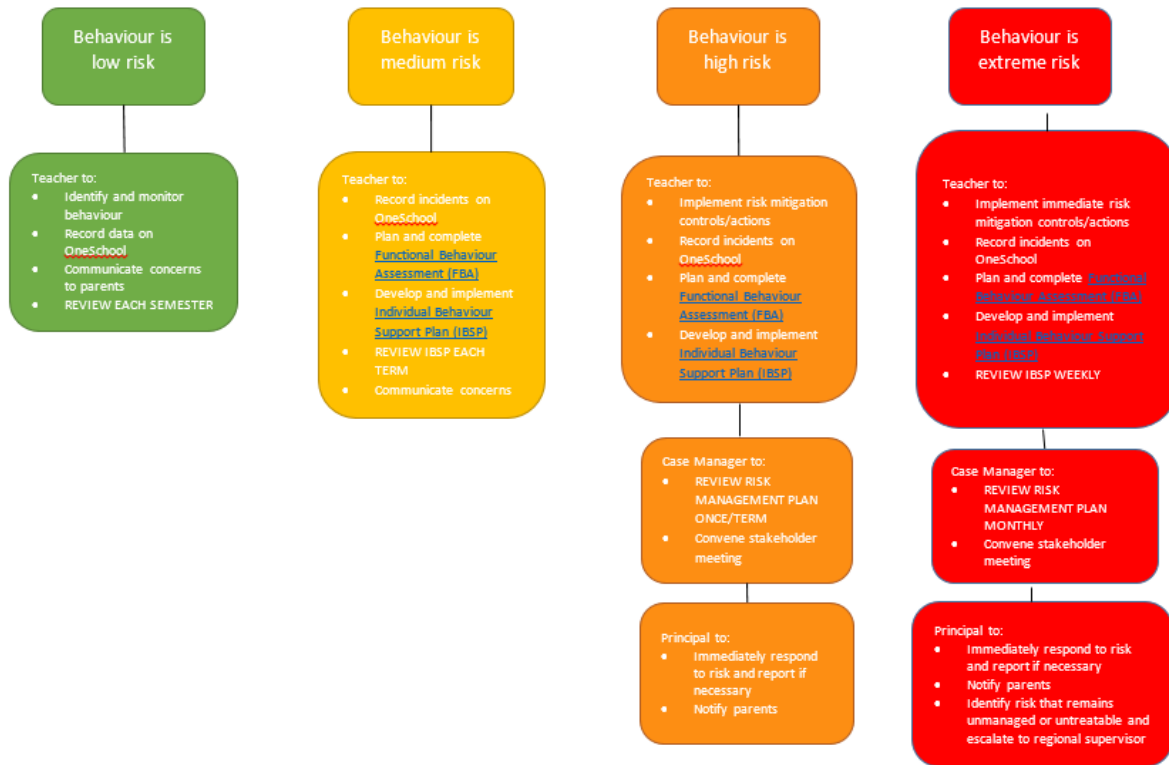 Behaviour is
low risk
Teacher to:
• Identify and monitor
behaviour
• Record data on
OneSchool
• Communicate concerns
to parents
• REVIEW EACH SEMESTER
Behaviour is
medium risk
Teacher to:
• Record incidents on
OneSchool
• Plan and complete
Functional Behaviour
Assessment (FBA)
• Develop and implement
Individual Behaviour
Support Plan (IBSP)
• REVIEW IBSP EACH
TERM
• Communicate concerns
Behaviour is
high risk
Teacher to:
• Implement risk mitigation
controls/actions
• Record incidents on
OneSchool
• Plan and complete
Functional Behaviour
Assessment (FBA)
• Develop and implement
Individual Behaviour
Support Plan (IBSP)
Case Manager to:
• REVIEW RISK
MANAGEMENT PLAN
ONCE/TERM
• Convene stakeholder
meeting
Principal to:
• Immediately respond
to risk and report if
necessary
• Notify parents
Behaviour is
extreme risk
Teacher to:
• Implement immediate risk
mitigation controls/actions
• Record incidents on
OneSchool
• Plan and complete Functional
Behaviour Assessment (FBA)
• Develop and implement
Individual Behaviour Support
Plan (IBSP)
• REVIEW IBSP WEEKLY
Case Manager to:
• REVIEW RISK
MANAGEMENT PLAN
MONTHLY
• Convene stakeholder
meeting
Principal to:
• Immediately respond to risk
and report if necessary
• Notify parents
• Identify risk that remains
unmanaged or untreatable and
escalate to regional supervisor